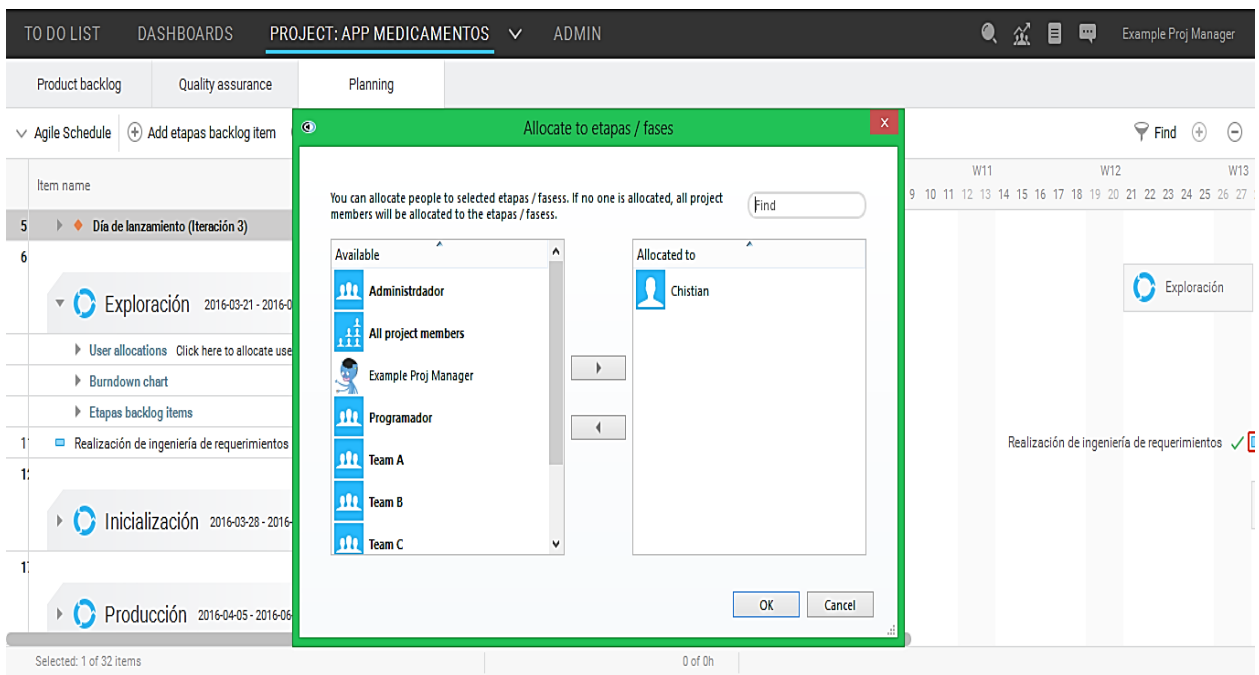 TO DO LIST DASHBOARDS PROJECT: APP MEDICAMENTOS ADMIN Example Proj Manager
Product backlog Quality assurance Planning
Agile Schedule Add etapas backlog item Find
Allocate to etapas / fases x
You can allocate people to selected etapas / fasess. If no one is allocated, all project
members will be allocated to the etapas / fasess.
Find
Available
Administrdador
All project members
Example Proj Manager
Programador
Team A
Team B
Team C
Allocated to
Chistian
OK Cancel
Item name
5 Día de lanzamiento (Iteración 3)
6
Exploración 2016-03-21 - 2016-0
User allocations Click here to allocate use
Burndown chart
Etapas backlog items
1 Realización de ingeniería de requerimientos
1
Inicialización 2016-03-28 - 2016-
1
Producción 2016-04-05 - 2016-06-
W11 W12 W13
9 10 11 12 13 14 15 16 17 18 19 20 21 22 23 24 25 26 27
Exploración
Realización de ingeniería de requerimientos
Selected: 1 of 32 items 0 of 0h